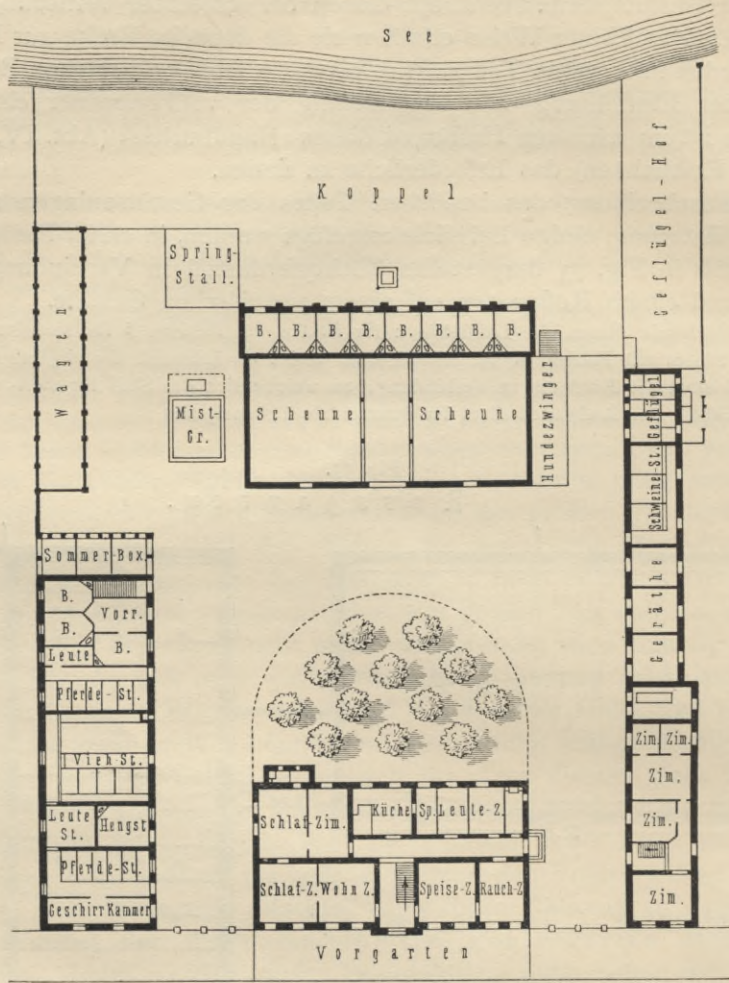 See
Koppel
Geflügel-Hof
Spring-
Stall.
Wagen
B. B. B. B. B. B. B. B.
Mist-
Gr.
Scheune Scheune
Hundezwinger
Geflügel
Schweine-St.
Geräthe
Sommer Box.
B.
Vorr.
B.
B.
Leute
Pferde-St.
Vieh-St.
Leute
St.
Hengst
Pferde-St.
Geschirr Kammer
Zim. Zim.
Zim.
Zim.
Zim.
Schlaf-Zim.
Küche Sp. Leute-Z.
Schlaf-Z. Wohn Z. Speise-Z. Rauch-Z.
Vorgarten